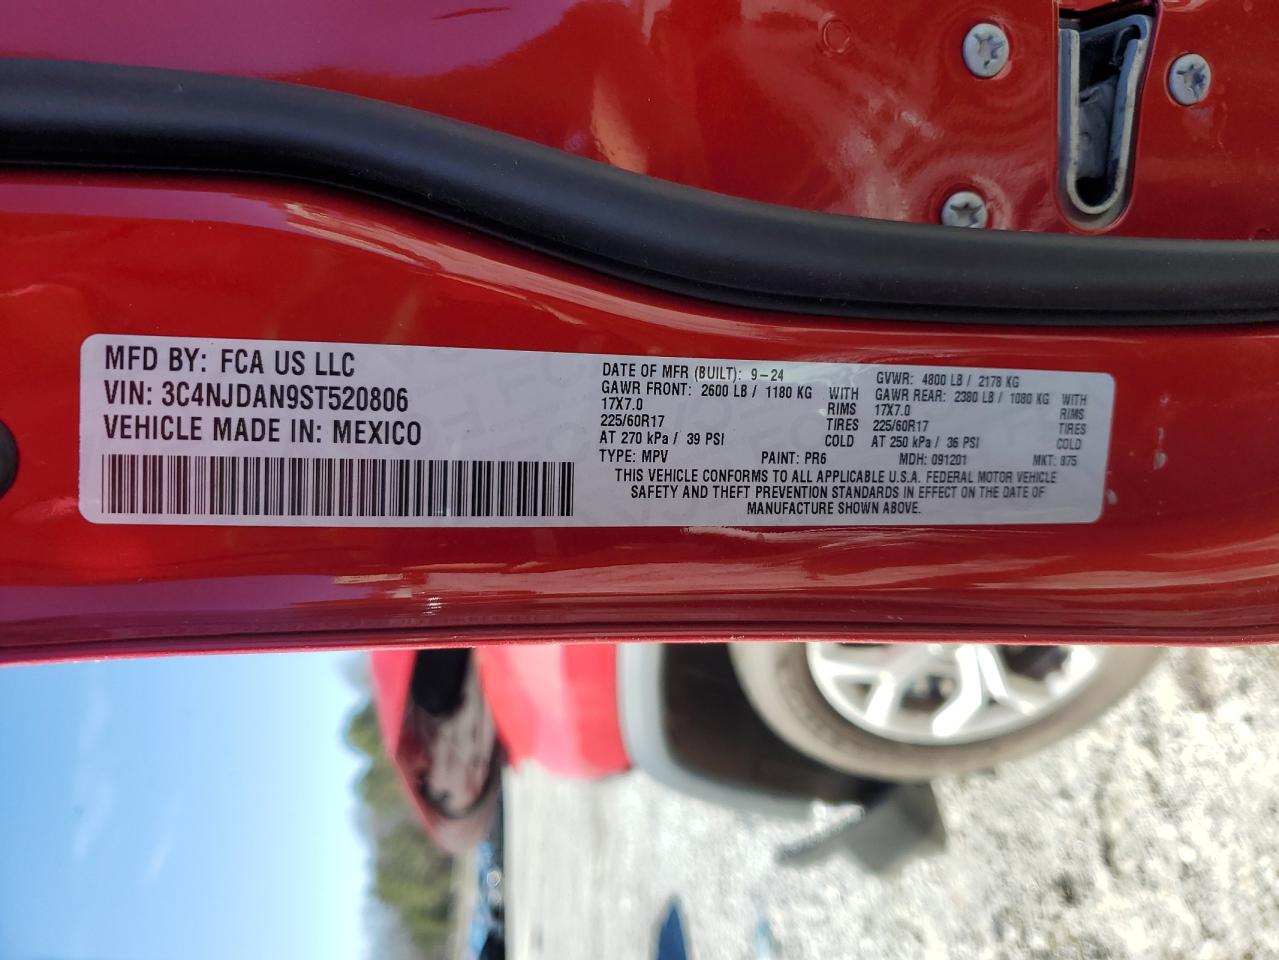 MFD BY: FCA US LLC
VIN: 3C4NJDAN9ST520806
VEHICLE MADE IN: MEXICO
DATE OF MFR (BUILT): 9-24
GAWR FRONT: 2600 LB / 1180 KG WITH
17X7.0 RIMS
225/60R17 TIRES
AT 270 kPa / 39 PSI COLD
TYPE: MPV PAINT: PR6
GVWR: 4800 LB / 2178 KG
GAWR REAR: 2380 LB / 1080 KG WITH
17X7.0 RIMS
225/60R17 TIRES
AT 250 kPa / 36 PSI COLD
MDH: 091201 MKT: 875
THIS VEHICLE CONFORMS TO ALL APPLICABLE U.S.A. FEDERAL MOTOR VEHICLE
SAFETY AND THEFT PREVENTION STANDARDS IN EFFECT ON THE DATE OF
MANUFACTURE SHOWN ABOVE.